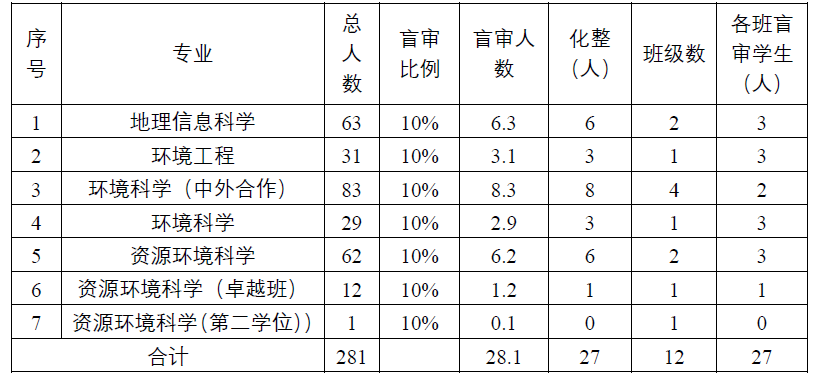 序号 专业 总人数 盲审比例 盲审人数 化整（人） 班级数 各班盲审学生（人）
1 地理信息科学 63 10% 6.3 6 2 3
2 环境工程 31 10% 3.1 3 1 3
3 环境科学（中外合作） 83 10% 8.3 8 4 2
4 环境科学 29 10% 2.9 3 1 3
5 资源环境科学 62 10% 6.2 6 2 3
6 资源环境科学（卓越班） 12 10% 1.2 1 1 1
7 资源环境科学(第二学位)） 1 10% 0.1 0 1 0
合计 281 28.1 27 12 27